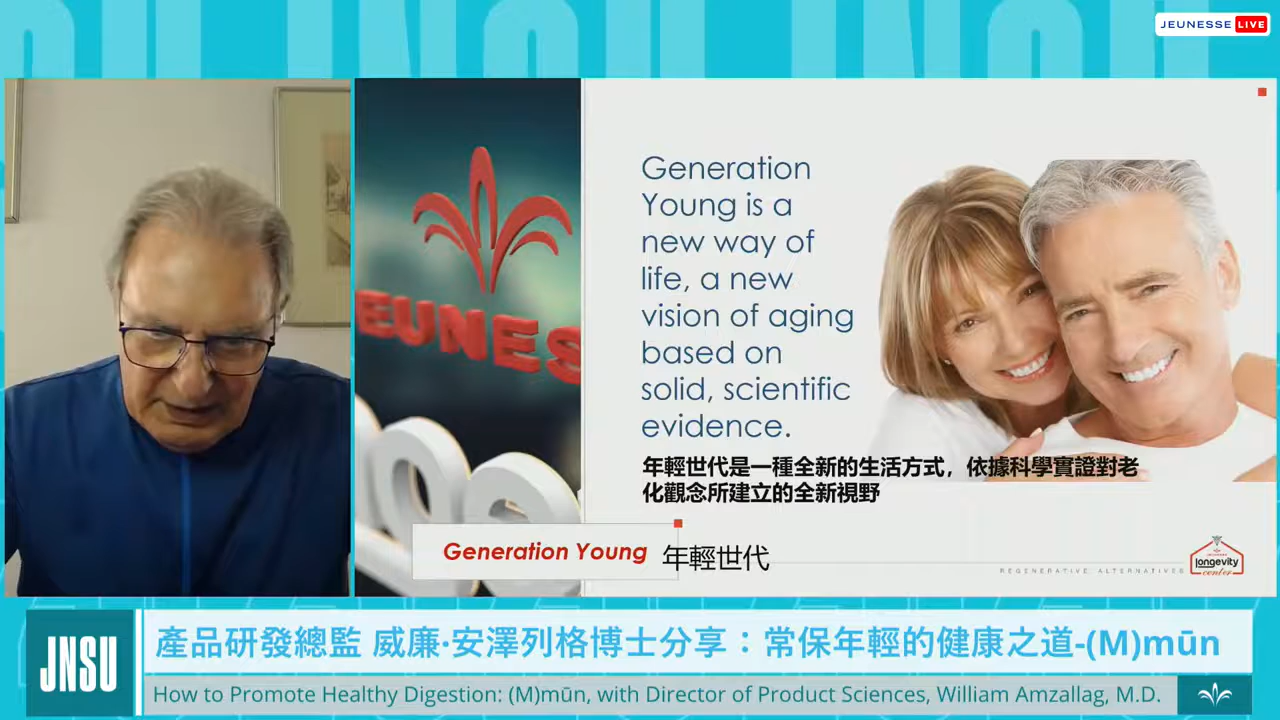 JEUNESSE LIVE
Generation
Young is a
new way of
life, a new
vision of aging
based on
solid, scientific
evidence.
年輕世代是一種全新的生活方式，依據科學實證對老
化觀念所建立的全新視野
EUNES
Generation Young 年輕世代
REGENERATIVE ALTERNATIVES
longevity
center
JNSU
產品研發總監 威廉·安澤列格博士分享：常保年輕的健康之道-(M)mūn
How to Promote Healthy Digestion: (M)mūn, with Director of Product Sciences, William Amzallag, M.D.